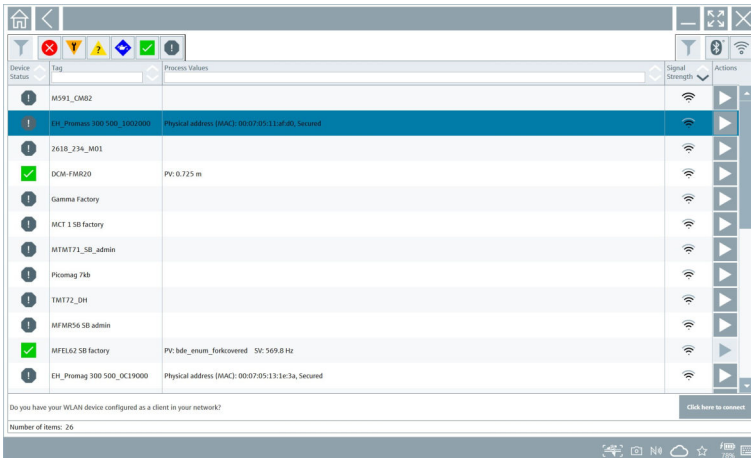 Device Status
Tag
Process Values
Signal Strength
Actions
M591_CM82
EH_Promass 300 500_1002000 Physical address (MAC): 00:07:05:11:af:d0, Secured
2618_234_M01
DCM-FMR20 PV: 0.725 m
Gamma Factory
MCT 1 SB factory
MTMT71_SB_admin
Picomag 7kb
TMT72_DH
MFMR56 SB admin
MFEL62 SB factory PV: bde_enum_forkcovered SV: 569.8 Hz
EH_Promag 300 500_0C19000 Physical address (MAC): 00:07:05:13:1e:3a, Secured
Do you have your WLAN device configured as a client in your network? Click here to connect
Number of items: 26
78%